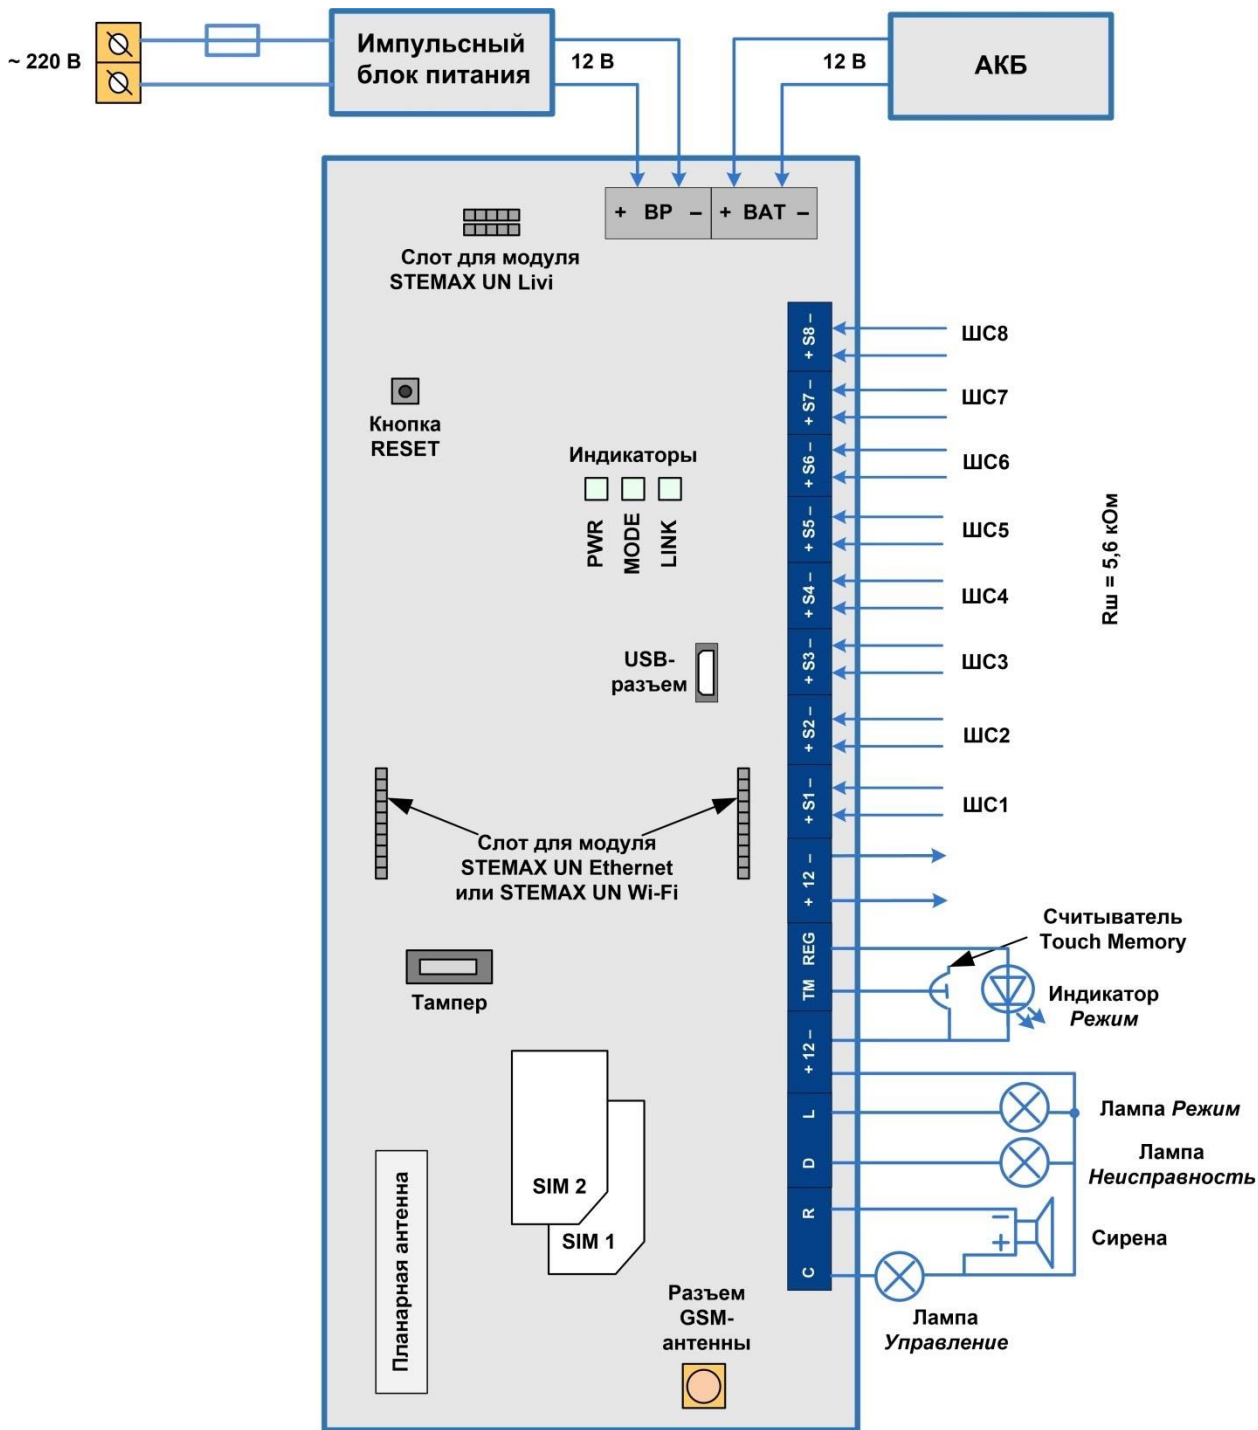 ~ 220 В
Импульсный
блок питания
12 В
12 В
АКБ
+ BP –
+ BAT –
Слот для модуля
STEMAX UN Livi
+ S8 –
ШС8
Кнопка
RESET
+ S7 –
ШС7
Индикаторы
PWR
MODE
LINK
+ S6 –
ШС6
+ S5 –
ШС5
Rш = 5,6 кОм
+ S4 –
ШС4
USB-
разъем
+ S3 –
ШС3
+ S2 –
ШС2
+ S1 –
ШС1
Слот для модуля
STEMAX UN Ethernet
или STEMAX UN Wi-Fi
+ 12 –
Считыватель
Touch Memory
TM REG
Индикатор
Режим
Тампер
+ 12 –
L
Лампа Режим
D
Лампа
Неисправность
SIM 2
SIM 1
R
– +
Сирена
C
Лампа
Управление
Планарная антенна
Разъем
GSM-
антенны